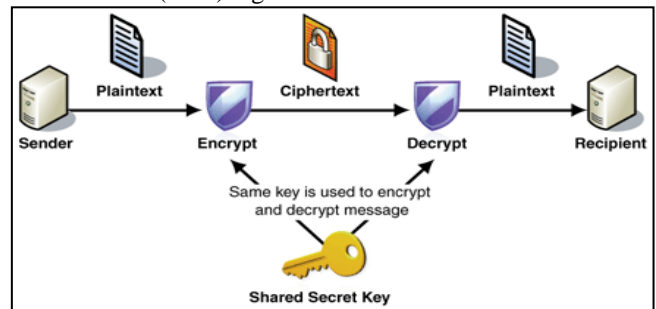 Plaintext
Ciphertext
Plaintext
Sender
Encrypt
Decrypt
Recipient
Same key is used to encrypt
and decrypt message
Shared Secret Key